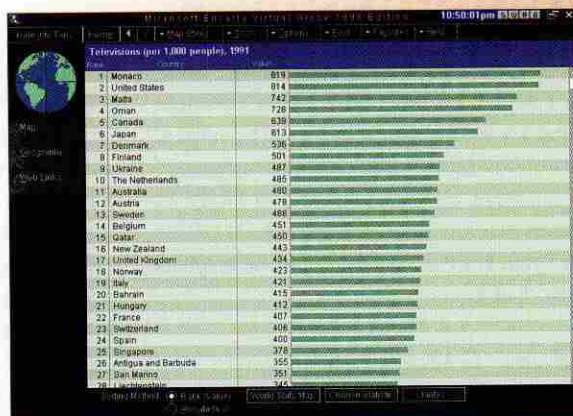 Microsoft Encarta Virtual Globe 1998 Edition 10:50:01pm
Televisions (per 1,000 people), 1991
Rank Country Value
1 Monaco 819
2 United States 814
3 Malta 742
4 Oman 728
5 Canada 639
6 Japan 613
7 Denmark 536
8 Finland 501
9 Ukraine 487
10 The Netherlands 485
11 Australia 480
12 Austria 478
13 Sweden 468
14 Belgium 451
15 Qatar 450
16 New Zealand 443
17 United Kingdom 434
18 Norway 423
19 Italy 421
20 Bahrain 415
21 Hungary 412
22 France 407
23 Switzerland 406
24 Spain 400
25 Singapore 378
26 Antigua and Barbuda 355
27 San Marino 351
28 Liechtenstein 345
Map
Geography
Web Links